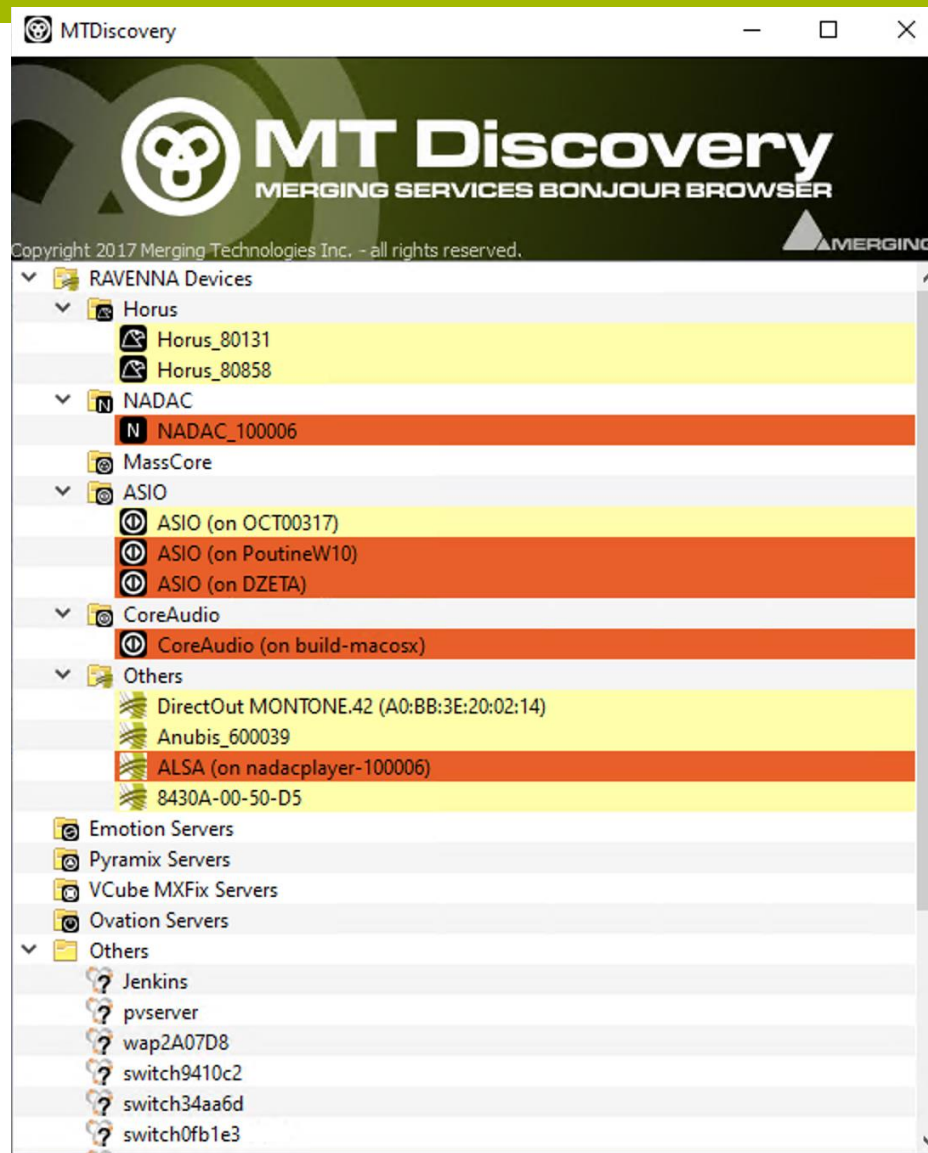 MTDiscovery
MT Discovery
MERGING SERVICES BONJOUR BROWSER
MERGING
Copyright 2017 Merging Technologies Inc. - all rights reserved.
RAVENNA Devices
Horus
Horus_80131
Horus_80858
NADAC
N NADAC_100006
MassCore
ASIO
ASIO (on OCT00317)
ASIO (on PoutineW10)
ASIO (on DZETA)
CoreAudio
CoreAudio (on build-macosx)
Others
DirectOut MONTONE.42 (A0:BB:3E:20:02:14)
Anubis_600039
ALSA (on nadacplayer-100006)
8430A-00-50-D5
Emotion Servers
Pyramix Servers
VCube MXFix Servers
Ovation Servers
Others
Jenkins
pvserver
wap2A07D8
switch9410c2
switch34aa6d
switch0fb1e3